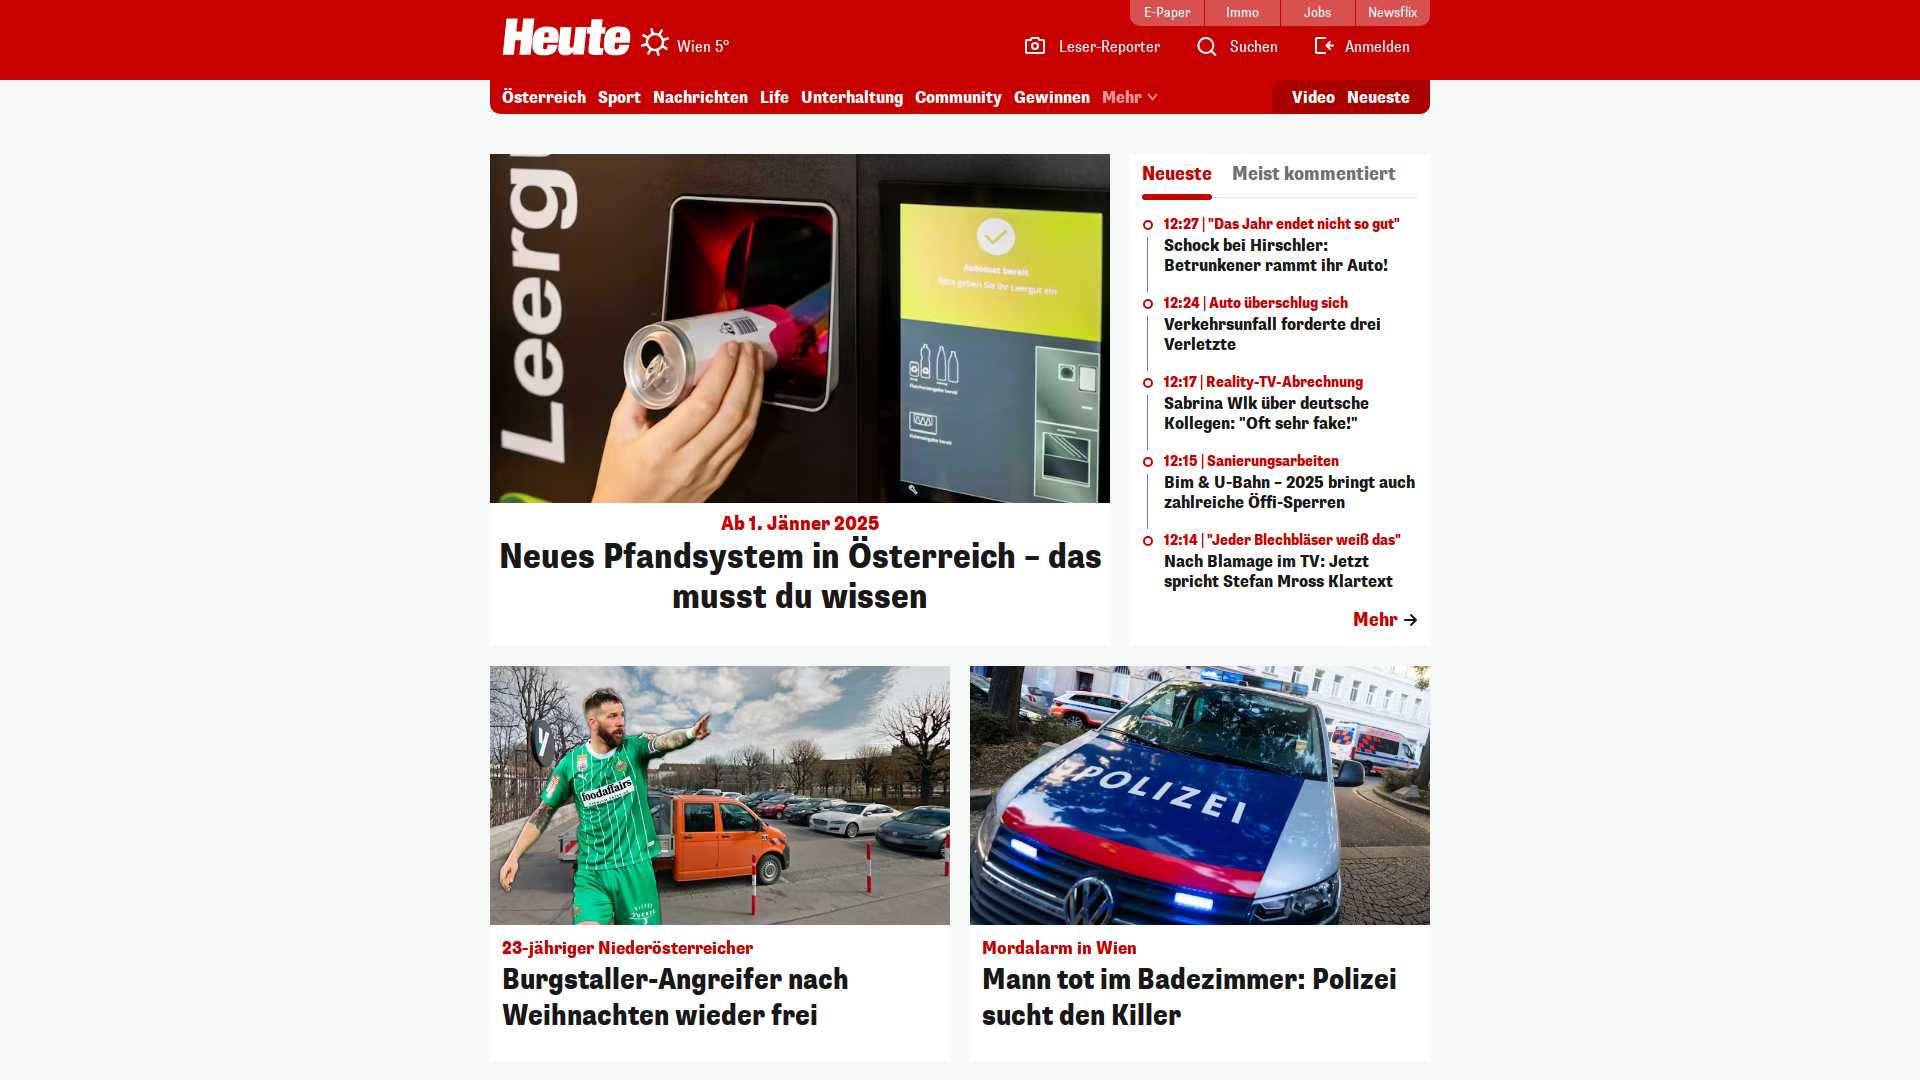 E-Paper
Immo
Jobs
Newsflix
Heute
Wien 5°
Leser-Reporter
Suchen
Anmelden
Österreich
Sport
Nachrichten
Life
Unterhaltung
Community
Gewinnen
Mehr
Video
Neueste
Leergu
Automat bereit
Bitte geben Sie Ihr Leergut ein
Ab 1. Jänner 2025
Neues Pfandsystem in Österreich – das
musst du wissen
Neueste
Meist kommentiert
12:27 | "Das Jahr endet nicht so gut"
Schock bei Hirschler:
Betrunkener rammt ihr Auto!
12:24 | Auto überschlug sich
Verkehrsunfall forderte drei
Verletzte
12:17 | Reality-TV-Abrechnung
Sabrina Wlk über deutsche
Kollegen: "Oft sehr fake!"
12:15 | Sanierungsarbeiten
Bim & U-Bahn – 2025 bringt auch
zahlreiche Öffi-Sperren
12:14 | "Jeder Blechbläser weiß das"
Nach Blamage im TV: Jetzt
spricht Stefan Mross Klartext
Mehr
foodaffairs
POLIZEI
23-jähriger Niederösterreicher
Burgstaller-Angreifer nach
Weihnachten wieder frei
Mordalarm in Wien
Mann tot im Badezimmer: Polizei
sucht den Killer